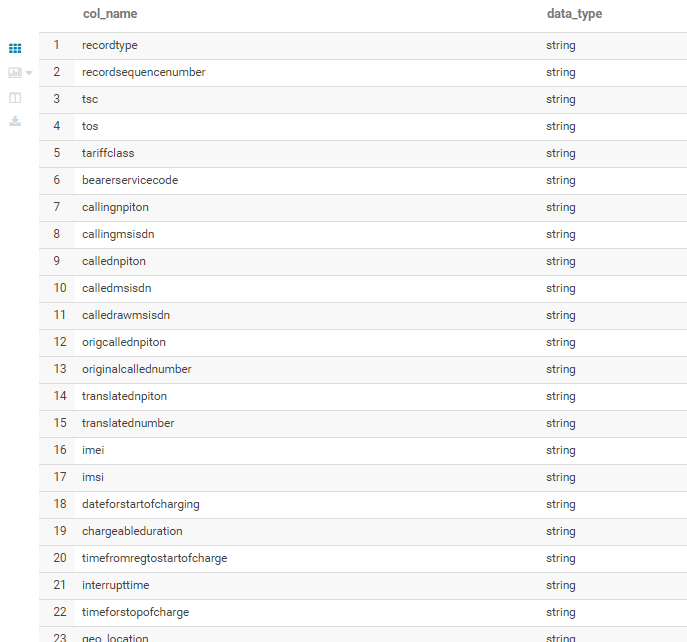 col_name data_type
1 recordtype string
2 recordsequencenumber string
3 tsc string
4 tos string
5 tariffclass string
6 bearerservicecode string
7 callingnpiton string
8 callingmsisdn string
9 callednpiton string
10 calledmsisdn string
11 calledrawmsisdn string
12 origcallednpiton string
13 originalcallednumber string
14 translatednpiton string
15 translatednumber string
16 imei string
17 imsi string
18 dateforstartofcharging string
19 chargeableduration string
20 timefromregtostartofcharge string
21 interrupttime string
22 timeforstopofcharge string
23 geo_location string